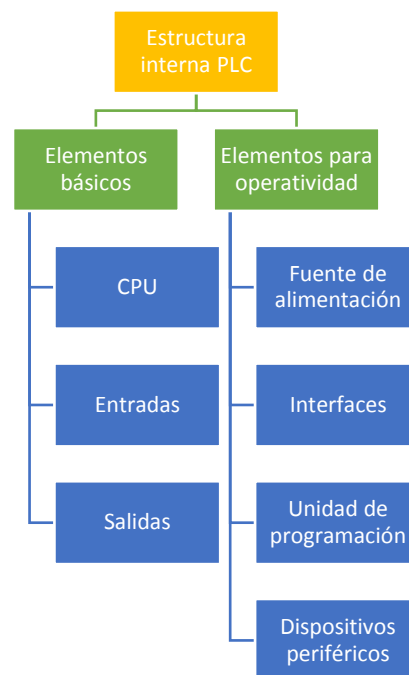 Estructura
interna PLC
Elementos
básicos
Elementos para
operatividad
CPU
Entradas
Salidas
Fuente de
alimentación
Interfaces
Unidad de
programación
Dispositivos
periféricos